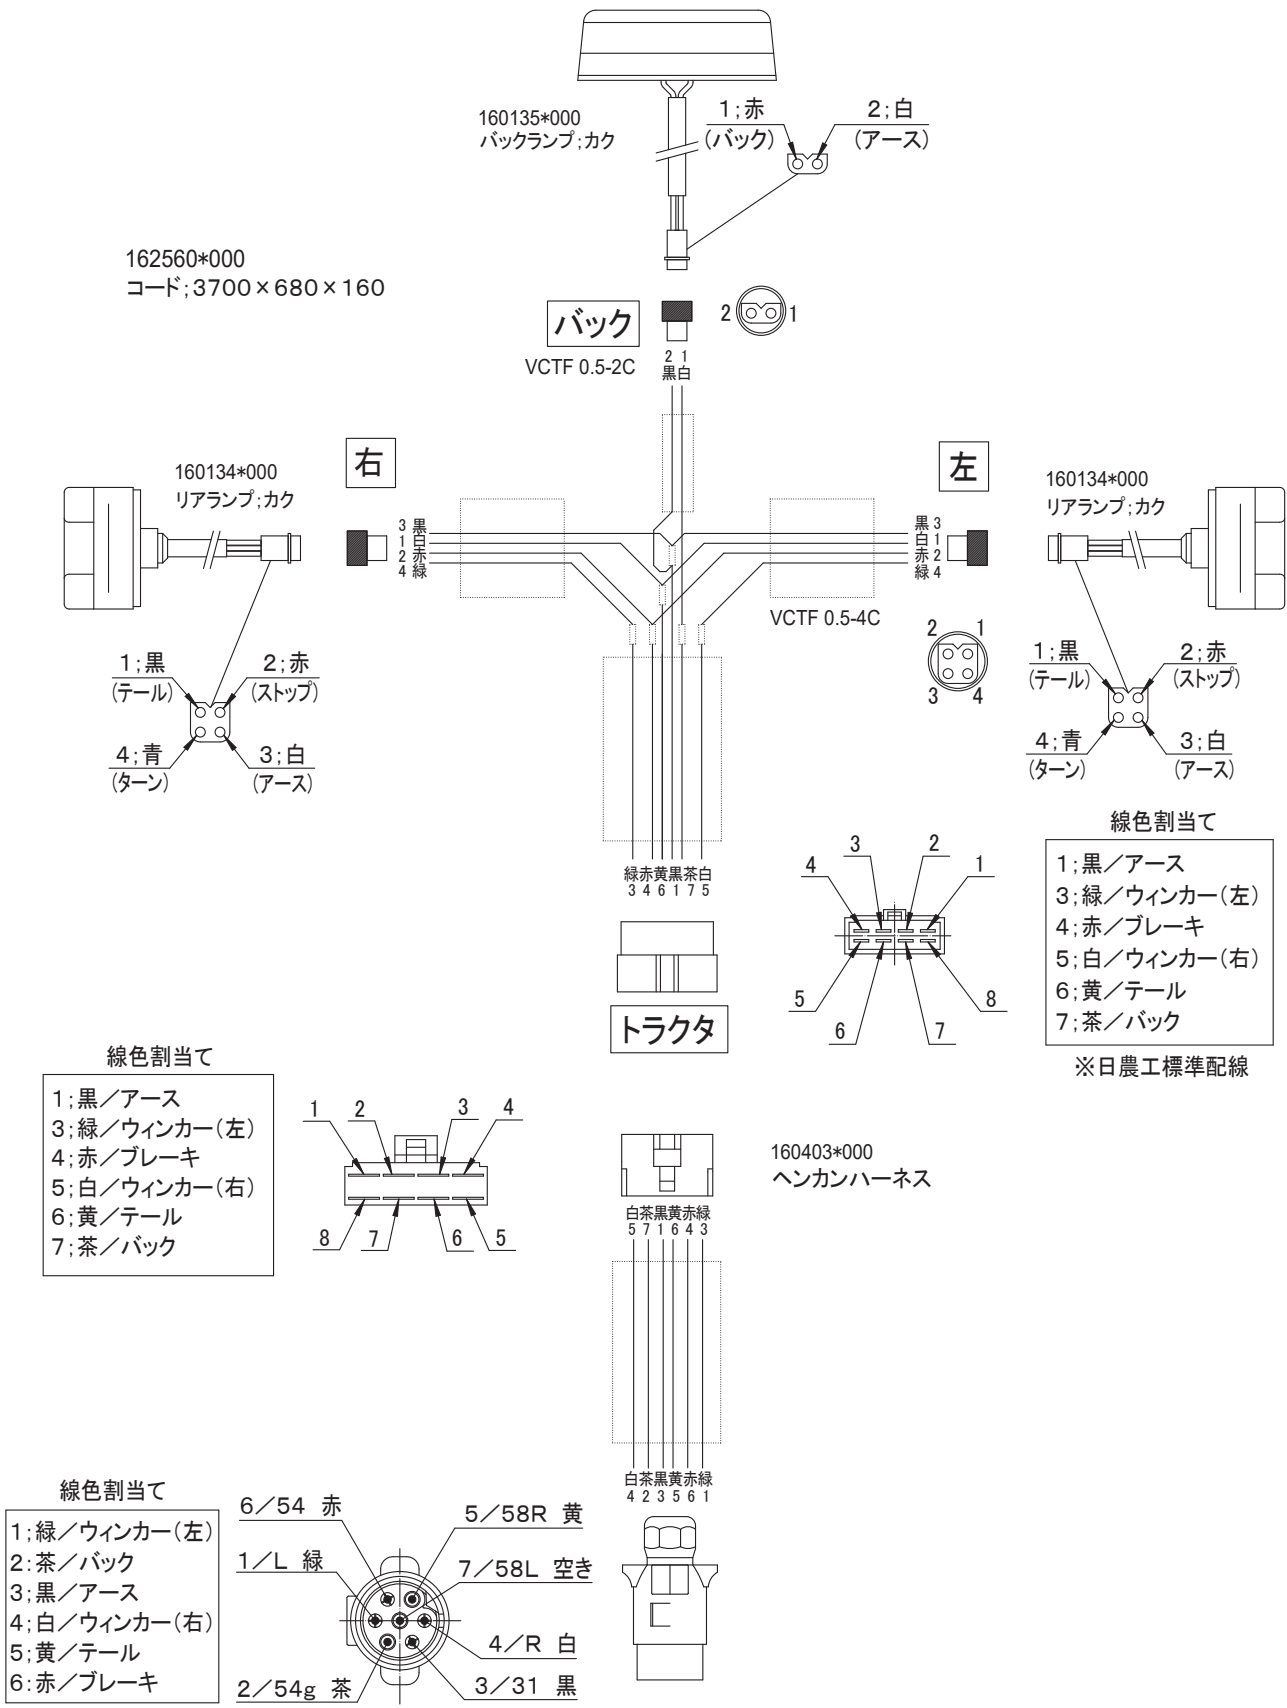 160135*000
バックランプ;カク
1;赤
(バック)
2;白
(アース)
162560*000
コード;3700×680×160
バック
VCTF 0.5-2C
2
1
2 1
黒白
右
160134*000
リアランプ;カク
3 黒
1 白
2 赤
4 緑
左
160134*000
リアランプ;カク
黒 3
白 1
赤 2
緑 4
VCTF 0.5-4C
2 1
3 4
1;黒
(テール)
2;赤
(ストップ)
4;青
(ターン)
3;白
(アース)
1;黒
(テール)
2;赤
(ストップ)
4;青
(ターン)
3;白
(アース)
緑赤黄黒茶白
3 4 6 1 7 5
トラクタ
4 3 2 1
5 6 7 8
線色割当て
1;黒/アース
3;緑/ウィンカー(左)
4;赤/ブレーキ
5;白/ウィンカー(右)
6;黄/テール
7;茶/バック
※日農工標準配線
線色割当て
1;黒/アース
3;緑/ウィンカー(左)
4;赤/ブレーキ
5;白/ウィンカー(右)
6;黄/テール
7;茶/バック
1 2 3 4
8 7 6 5
160403*000
ヘンカンハーネス
白茶黒黄赤緑
5 7 1 6 4 3
白茶黒黄赤緑
4 2 3 5 6 1
線色割当て
1;緑/ウィンカー(左)
2:茶/バック
3;黒/アース
4;白/ウィンカー(右)
5;黄/テール
6:赤/ブレーキ
6/54 赤
5/58R 黄
1/L 緑
7/58L 空き
4/R 白
2/54g 茶
3/31 黒